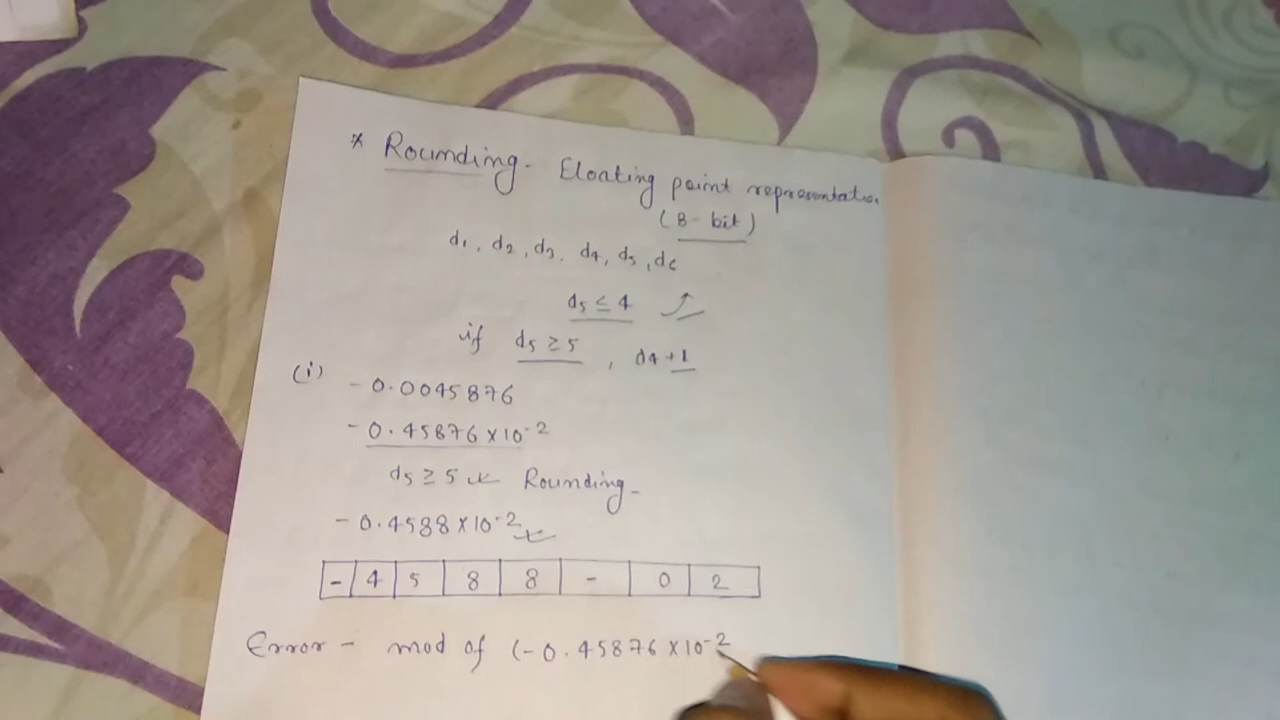 * Rounding - Floating point representation
(8-bit)
d₁, d₂, d₃, d₄, d₅, d₆
d₅ ≤ 4
if d₅ ≥ 5, d₄+1
(i) - 0.0045876
- 0.45876 × 10⁻²
d₅ ≥ 5 Rounding -
- 0.4588 × 10⁻²
- 4 5 8 8 - 0 2
Error - mod of (- 0.45876 × 10⁻²